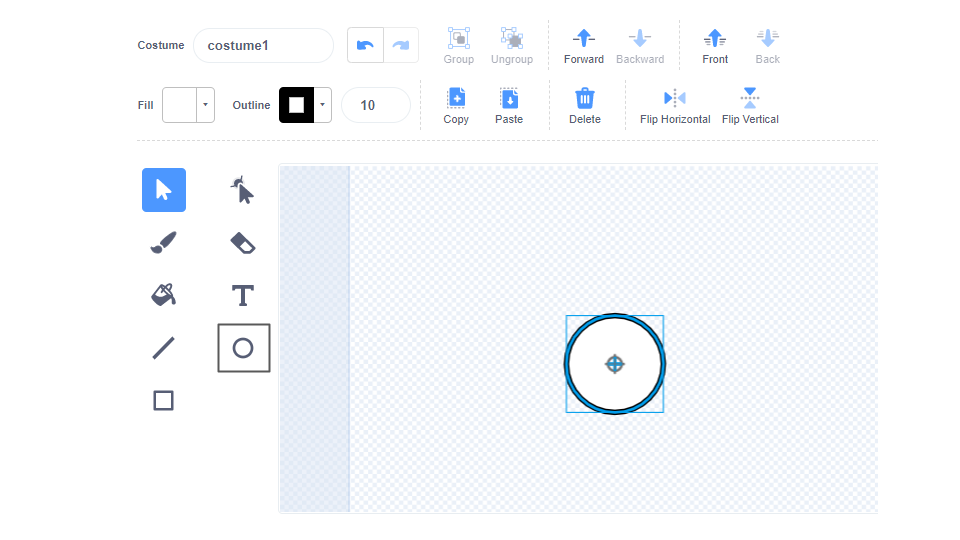 Costume costume1
Group Ungroup Forward Backward Front Back
Fill Outline 10
Copy Paste Delete Flip Horizontal Flip Vertical
T